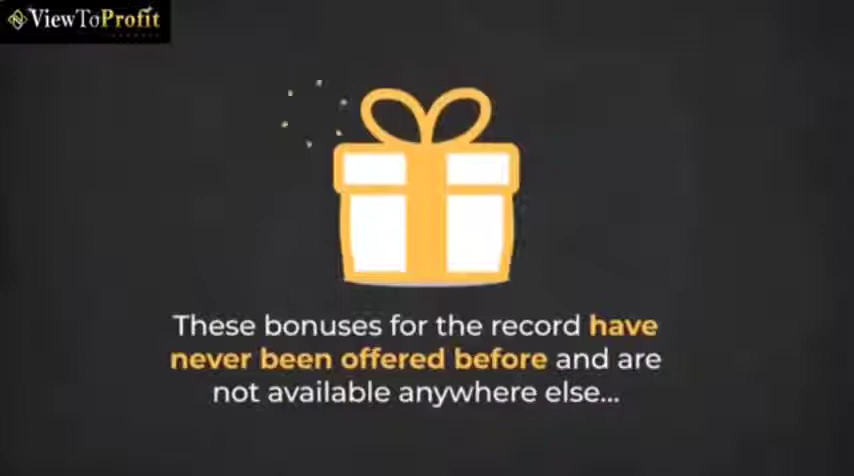 ViewToProfit
These bonuses for the record have
never been offered before and are
not available anywhere else...